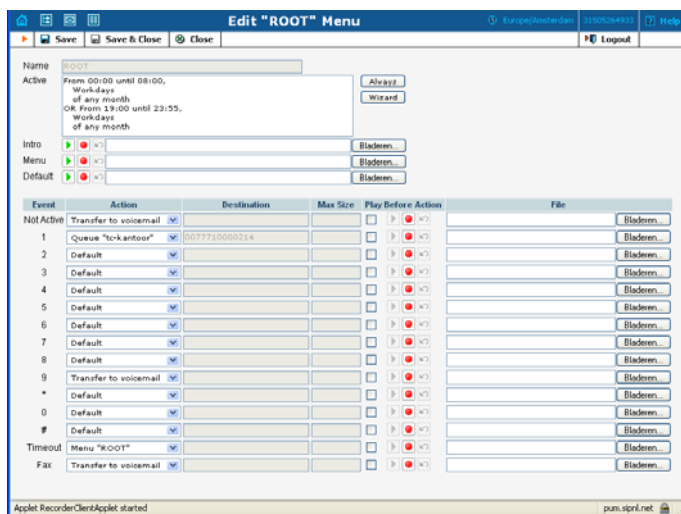 Edit "ROOT" Menu Europe/Amsterdam 31505264933 Help
Save Save & Close Close Logout
Name ROOT
Active From 00:00 until 08:00, Always
Workdays Wizard
of any month
OR From 19:00 until 23:55,
Workdays
of any month
Intro Bladeren...
Menu Bladeren...
Default Bladeren...
Event Action Destination Max Size Play Before Action File
Not Active Transfer to voicemail Bladeren...
1 Queue "tc-kantoor" 0077710000214 Bladeren...
2 Default Bladeren...
3 Default Bladeren...
4 Default Bladeren...
5 Default Bladeren...
6 Default Bladeren...
7 Default Bladeren...
8 Default Bladeren...
9 Transfer to voicemail Bladeren...
* Default Bladeren...
0 Default Bladeren...
# Default Bladeren...
Timeout Menu "ROOT" Bladeren...
Fax Transfer to voicemail Bladeren...
Applet RecorderClientApplet started pum.sipnl.net